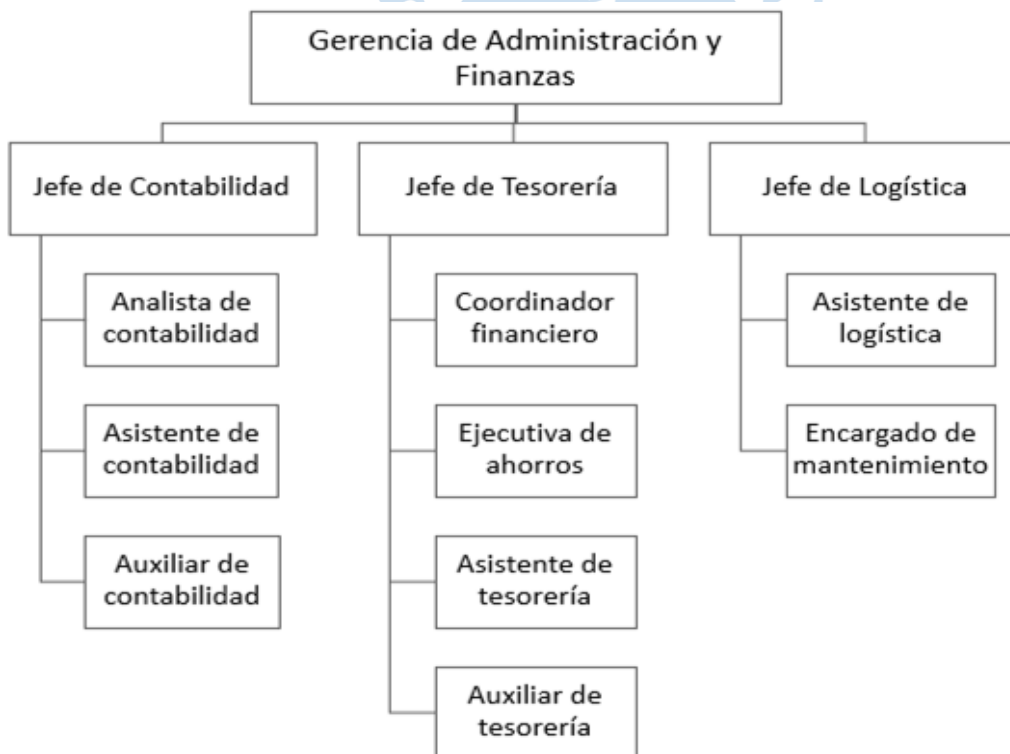 Gerencia de Administración y
Finanzas
Jefe de Contabilidad
Jefe de Tesorería
Jefe de Logística
Analista de
contabilidad
Coordinador
financiero
Asistente de
logística
Asistente de
contabilidad
Ejecutiva de
ahorros
Encargado de
mantenimiento
Auxiliar de
contabilidad
Asistente de
tesorería
Auxiliar de
tesorería